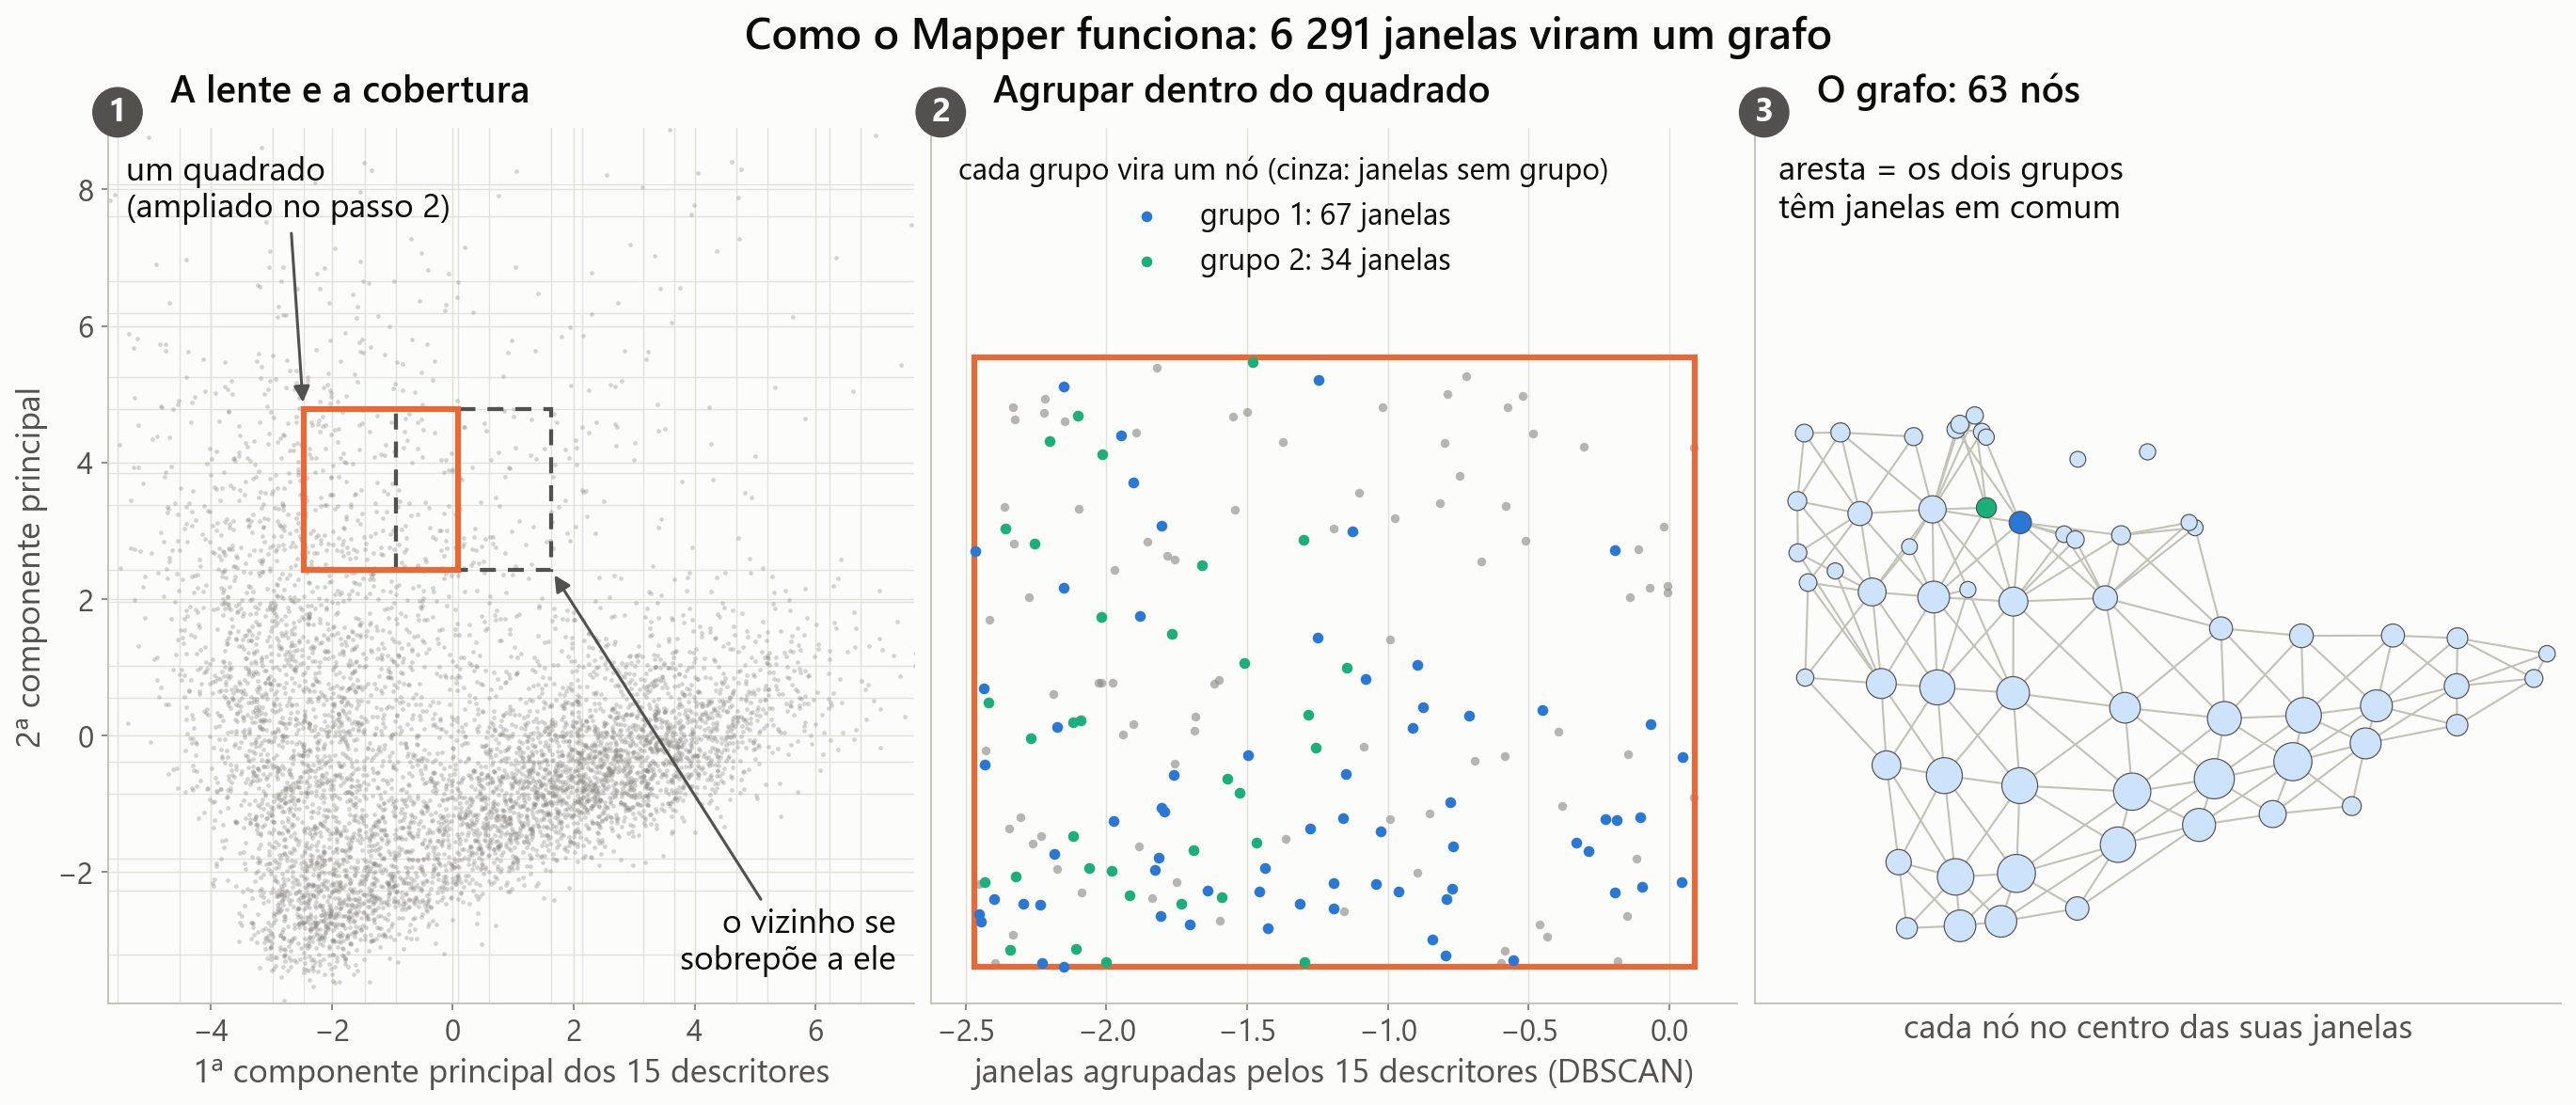 Como o Mapper funciona: 6 291 janelas viram um grafo
1
A lente e a cobertura
um quadrado
(ampliado no passo 2)
o vizinho se
sobrepõe a ele
2ª componente principal
8
6
4
2
0
−2
−4
−2
0
2
4
6
1ª componente principal dos 15 descritores
2
Agrupar dentro do quadrado
cada grupo vira um nó (cinza: janelas sem grupo)
grupo 1: 67 janelas
grupo 2: 34 janelas
−2.5
−2.0
−1.5
−1.0
−0.5
0.0
janelas agrupadas pelos 15 descritores (DBSCAN)
3
O grafo: 63 nós
aresta = os dois grupos
têm janelas em comum
cada nó no centro das suas janelas